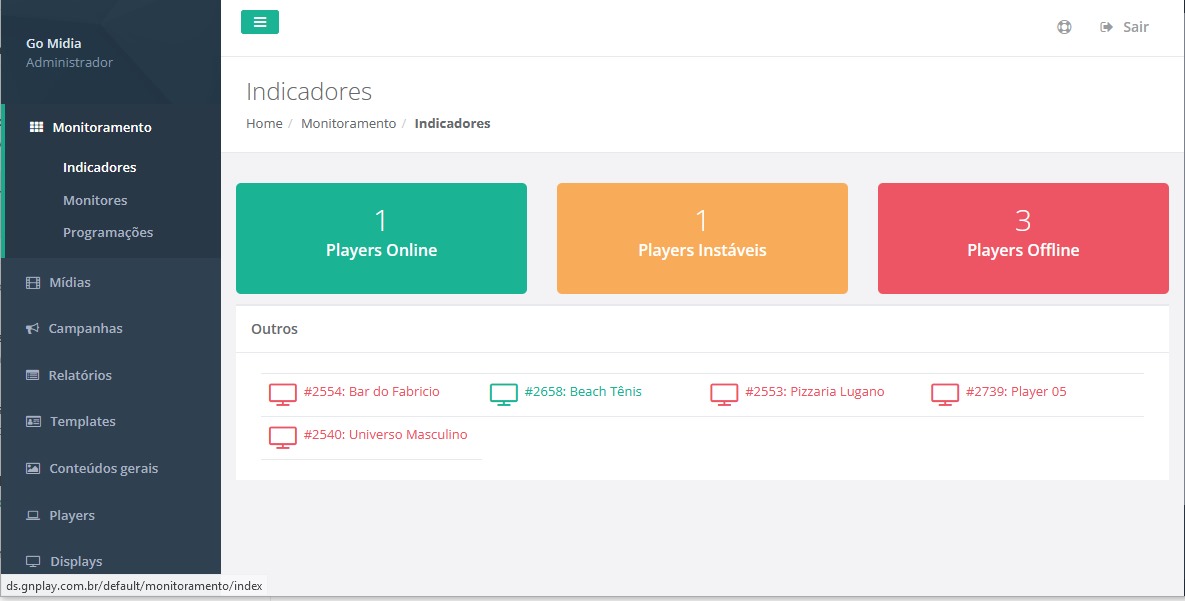 Go Midia
Administrador
Monitoramento
Indicadores
Monitores
Programações
Mídias
Campanhas
Relatórios
Templates
Conteúdos gerais
Players
Displays
ds.gnplay.com.br/default/monitoramento/index
Sair
Indicadores
Home / Monitoramento / Indicadores
1
Players Online
1
Players Instáveis
3
Players Offline
Outros
#2554: Bar do Fabricio
#2658: Beach Tênis
#2553: Pizzaria Lugano
#2739: Player 05
#2540: Universo Masculino